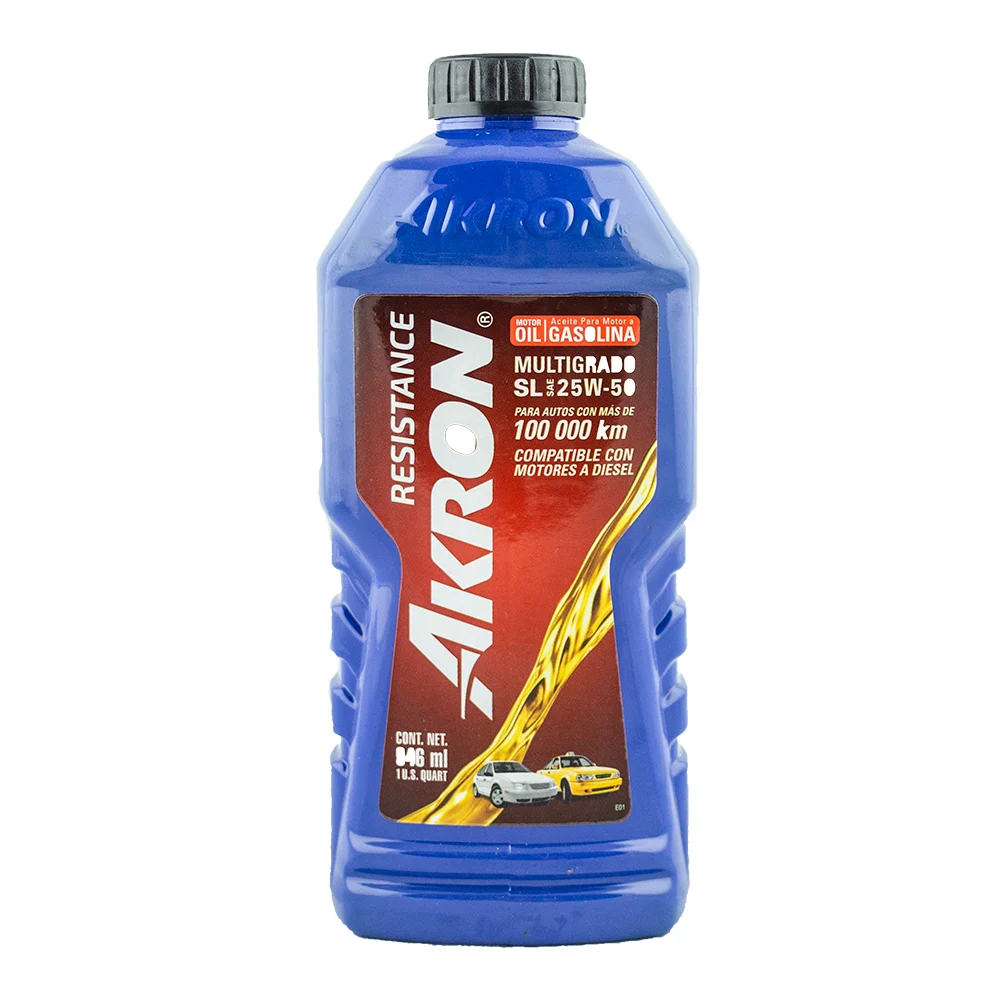 AKRON®
RESISTANCE
AKRON®
MOTOR OIL
Aceite Para Motor a
GASOLINA
MULTIGRADO
SL SAE 25W-50
PARA AUTOS CON MÁS DE
100 000 km
COMPATIBLE CON
MOTORES A DIESEL
CONT. NET.
946 ml
1 U.S. QUART
E01